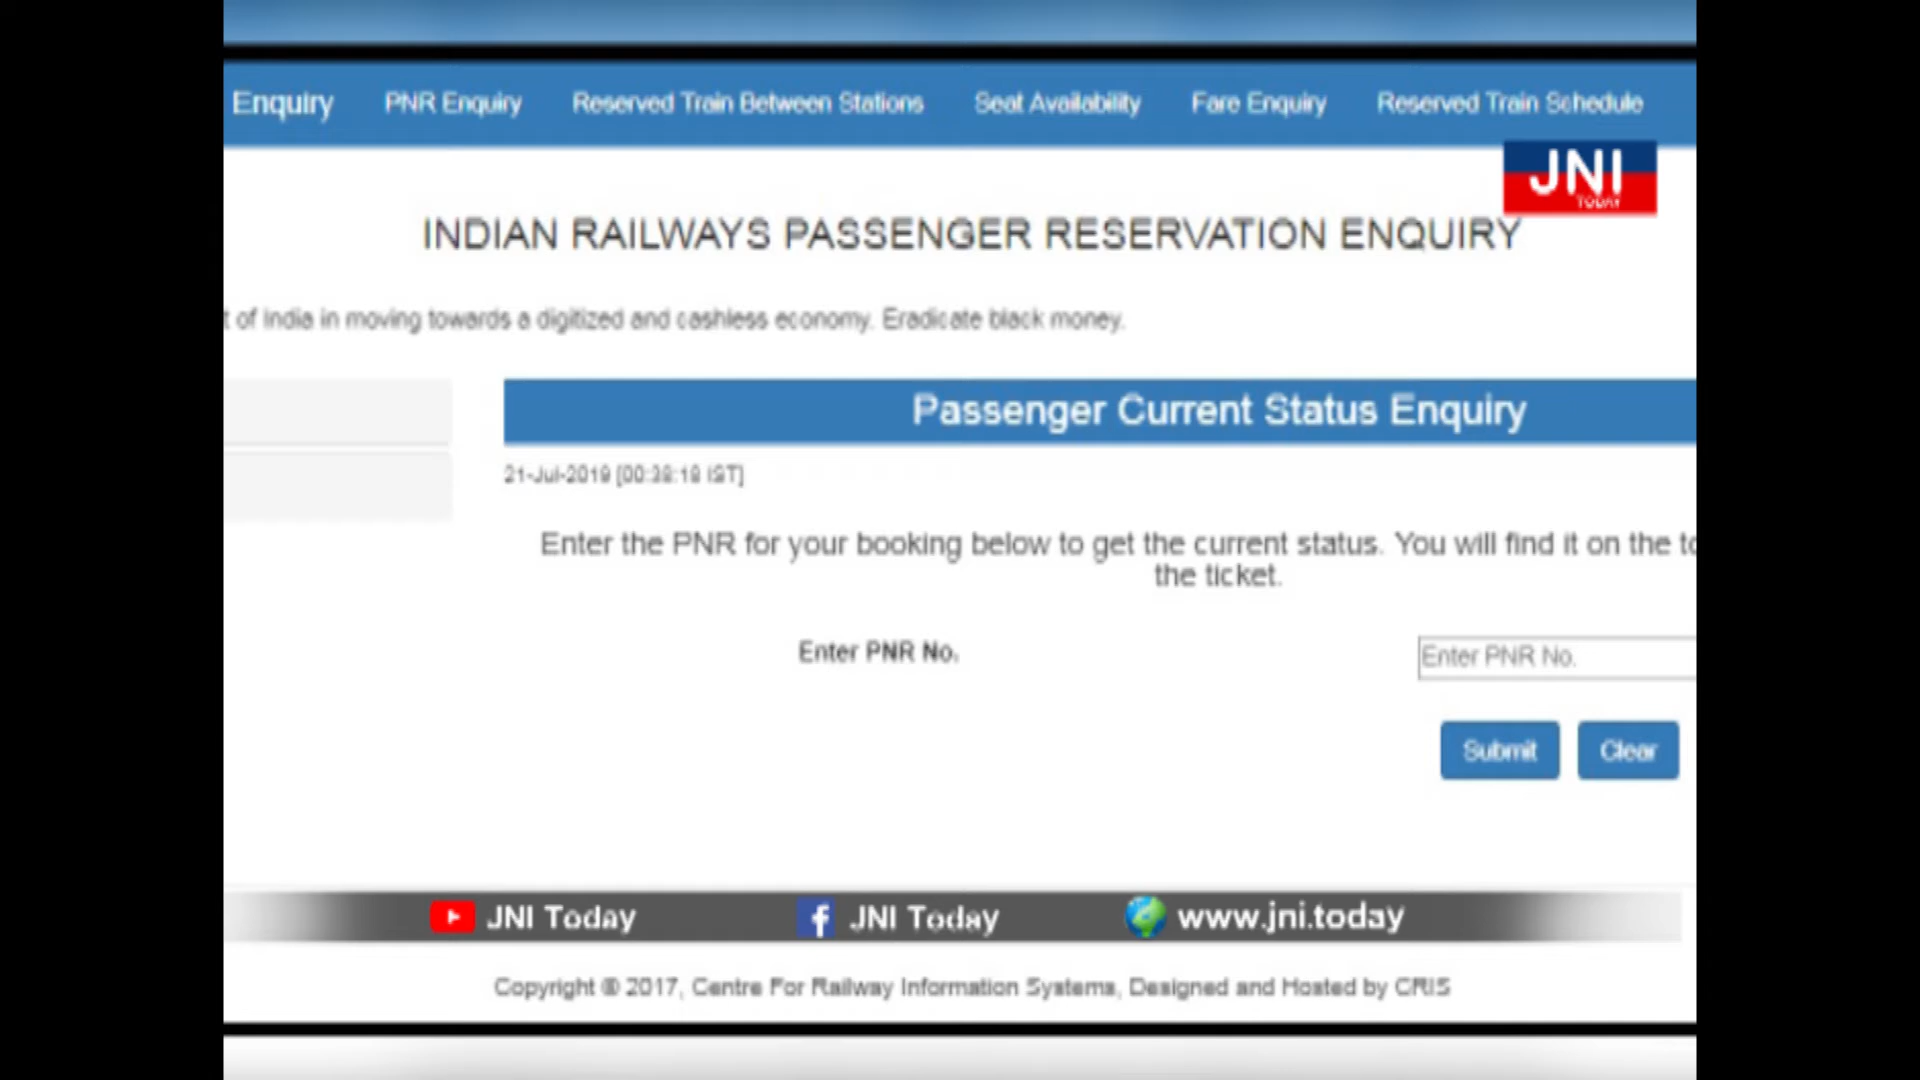 Enquiry PNR Enquiry Reserved Train Between Stations Seat Availability Fare Enquiry Reserved Train Schedule
JNI
TODAY
INDIAN RAILWAYS PASSENGER RESERVATION ENQUIRY
t of India in moving towards a digitized and cashless economy. Eradicate black money.
Passenger Current Status Enquiry
21-Jul-2019 IST]
Enter the PNR for your booking below to get the current status. You will find it on the to
the ticket.
Enter PNR No. Enter PNR No.
Submit Clear
JNI Today JNI Today www.jni.today
Copyright © 2017, Centre For Railway Information Systems, Designed and Hosted by CRIS